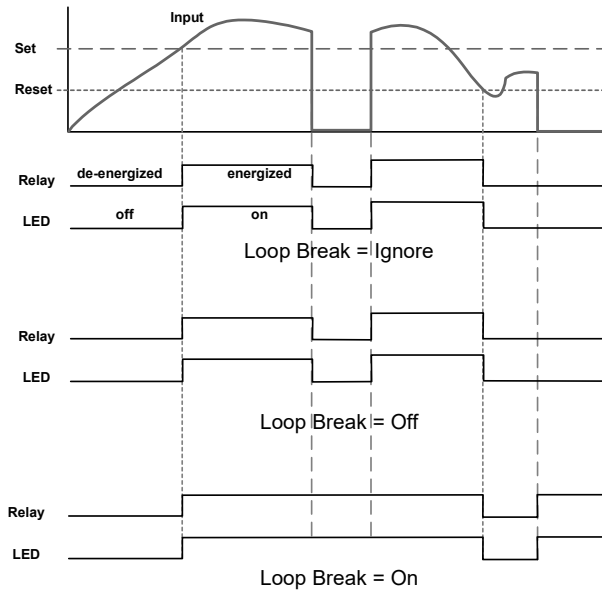 Input
Set
Reset
Relay de-energized energized
LED off on
Loop Break = Ignore
Relay
LED
Loop Break = Off
Relay
LED
Loop Break = On